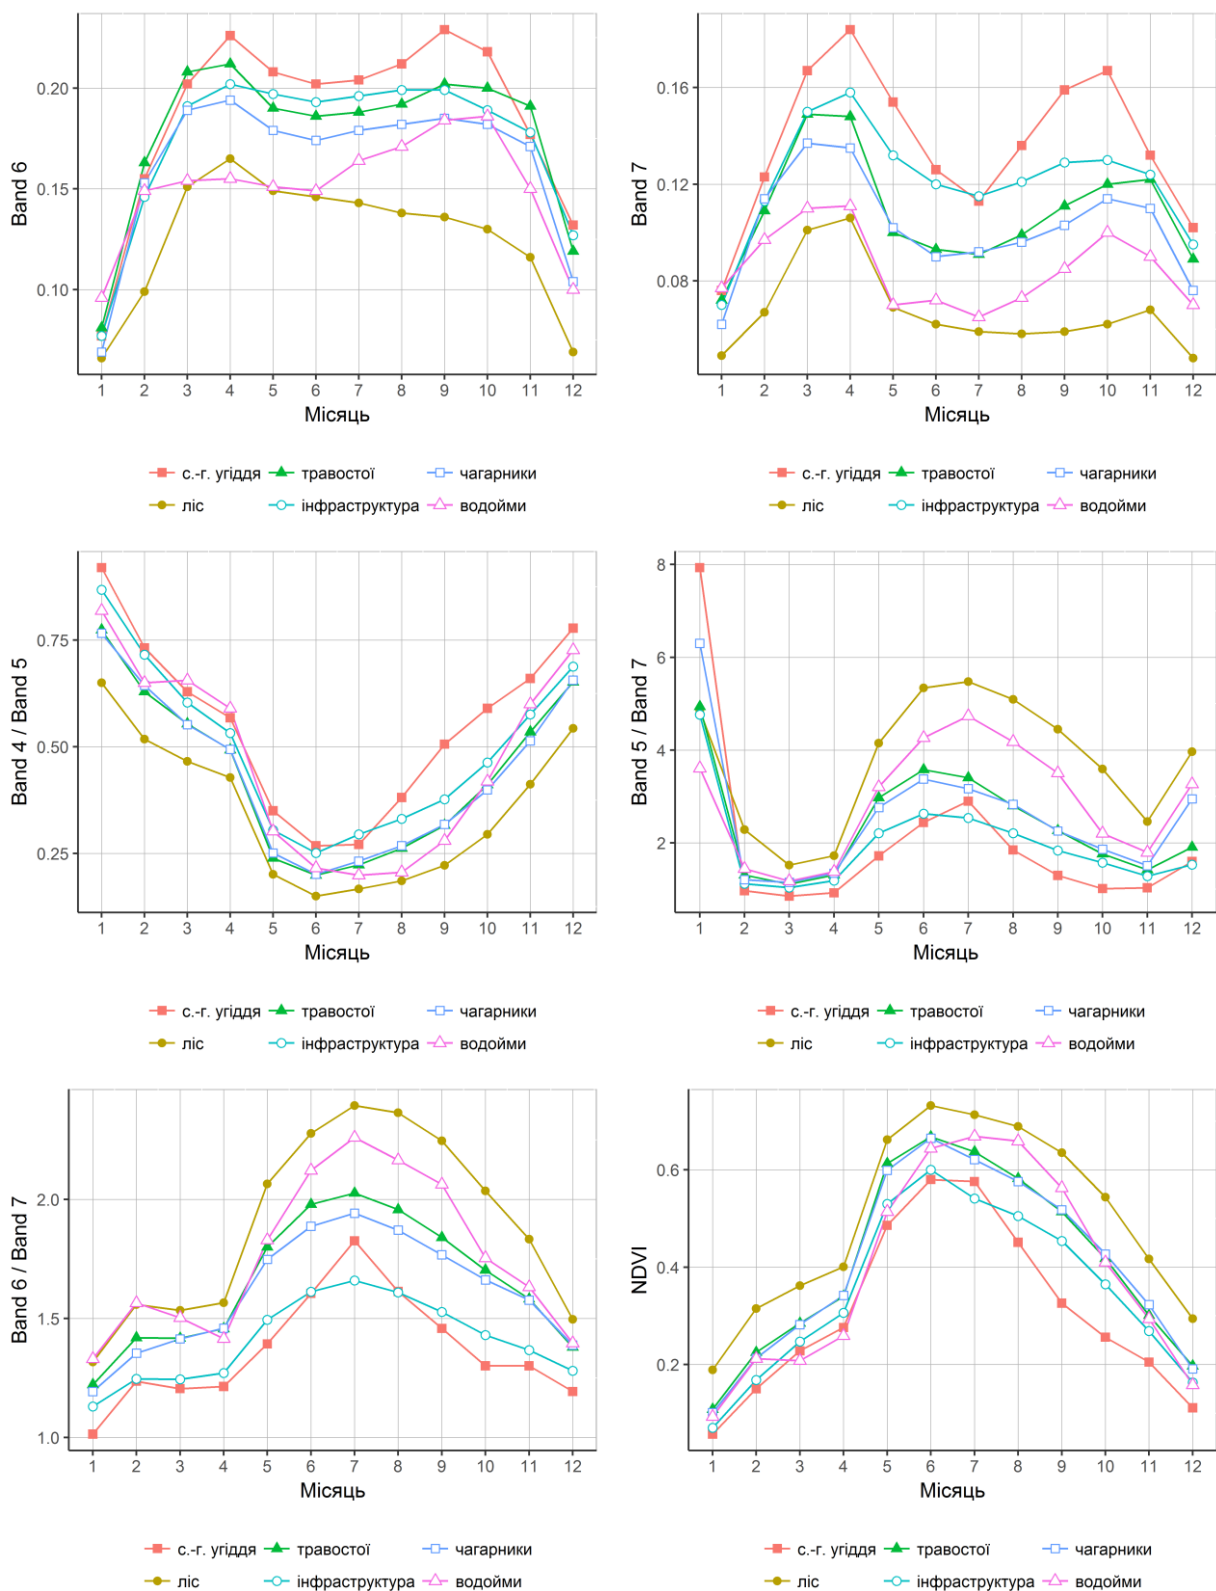 Band 6
0.20
0.15
0.10
1 2 3 4 5 6 7 8 9 10 11 12
Місяць
с.-г. угіддя травостої чагарники
ліс інфраструктура водойми
Band 7
0.16
0.12
0.08
1 2 3 4 5 6 7 8 9 10 11 12
Місяць
с.-г. угіддя травостої чагарники
ліс інфраструктура водойми
Band 4 / Band 5
0.75
0.50
0.25
1 2 3 4 5 6 7 8 9 10 11 12
Місяць
с.-г. угіддя травостої чагарники
ліс інфраструктура водойми
Band 5 / Band 7
8
6
4
2
1 2 3 4 5 6 7 8 9 10 11 12
Місяць
с.-г. угіддя травостої чагарники
ліс інфраструктура водойми
Band 6 / Band 7
2.0
1.5
1.0
1 2 3 4 5 6 7 8 9 10 11 12
Місяць
с.-г. угіддя травостої чагарники
ліс інфраструктура водойми
NDVI
0.6
0.4
0.2
1 2 3 4 5 6 7 8 9 10 11 12
Місяць
с.-г. угіддя травостої чагарники
ліс інфраструктура водойми